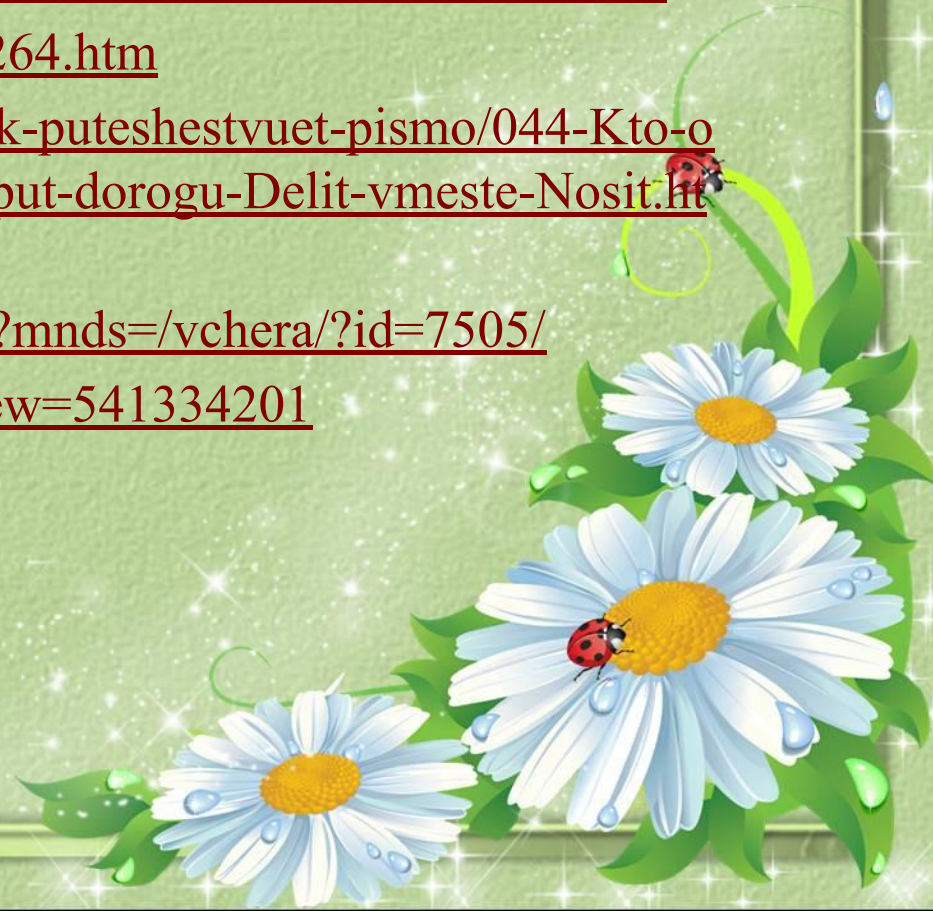 264.htm
k-puteshestvuet-pismo/044-Kto-o
put-dorogu-Delit-vmeste-Nosit.ht
?mnds=/vchera/?id=7505/
ew=541334201